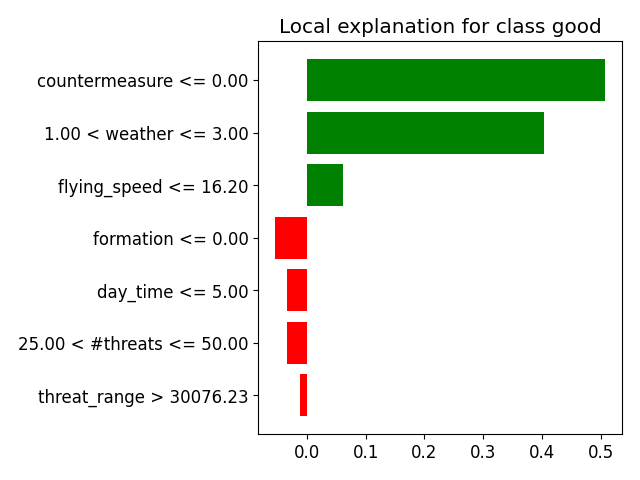 Local explanation for class good
countermeasure <= 0.00
1.00 < weather <= 3.00
flying_speed <= 16.20
formation <= 0.00
day_time <= 5.00
25.00 < #threats <= 50.00
threat_range > 30076.23
0.0 0.1 0.2 0.3 0.4 0.5